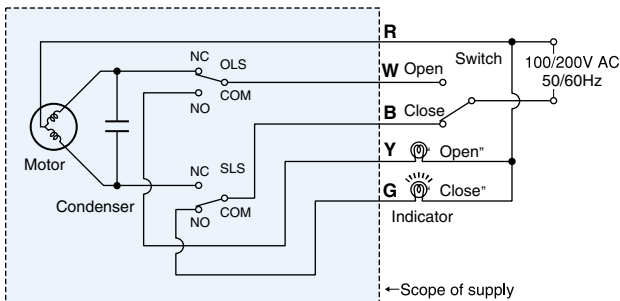 R
NC OLS
Switch
100/200V AC
50/60Hz
W Open
COM
NO
B Close
Y "Open"
Motor
NC SLS
G "Close"
Condenser
COM
NO
Indicator
←Scope of supply